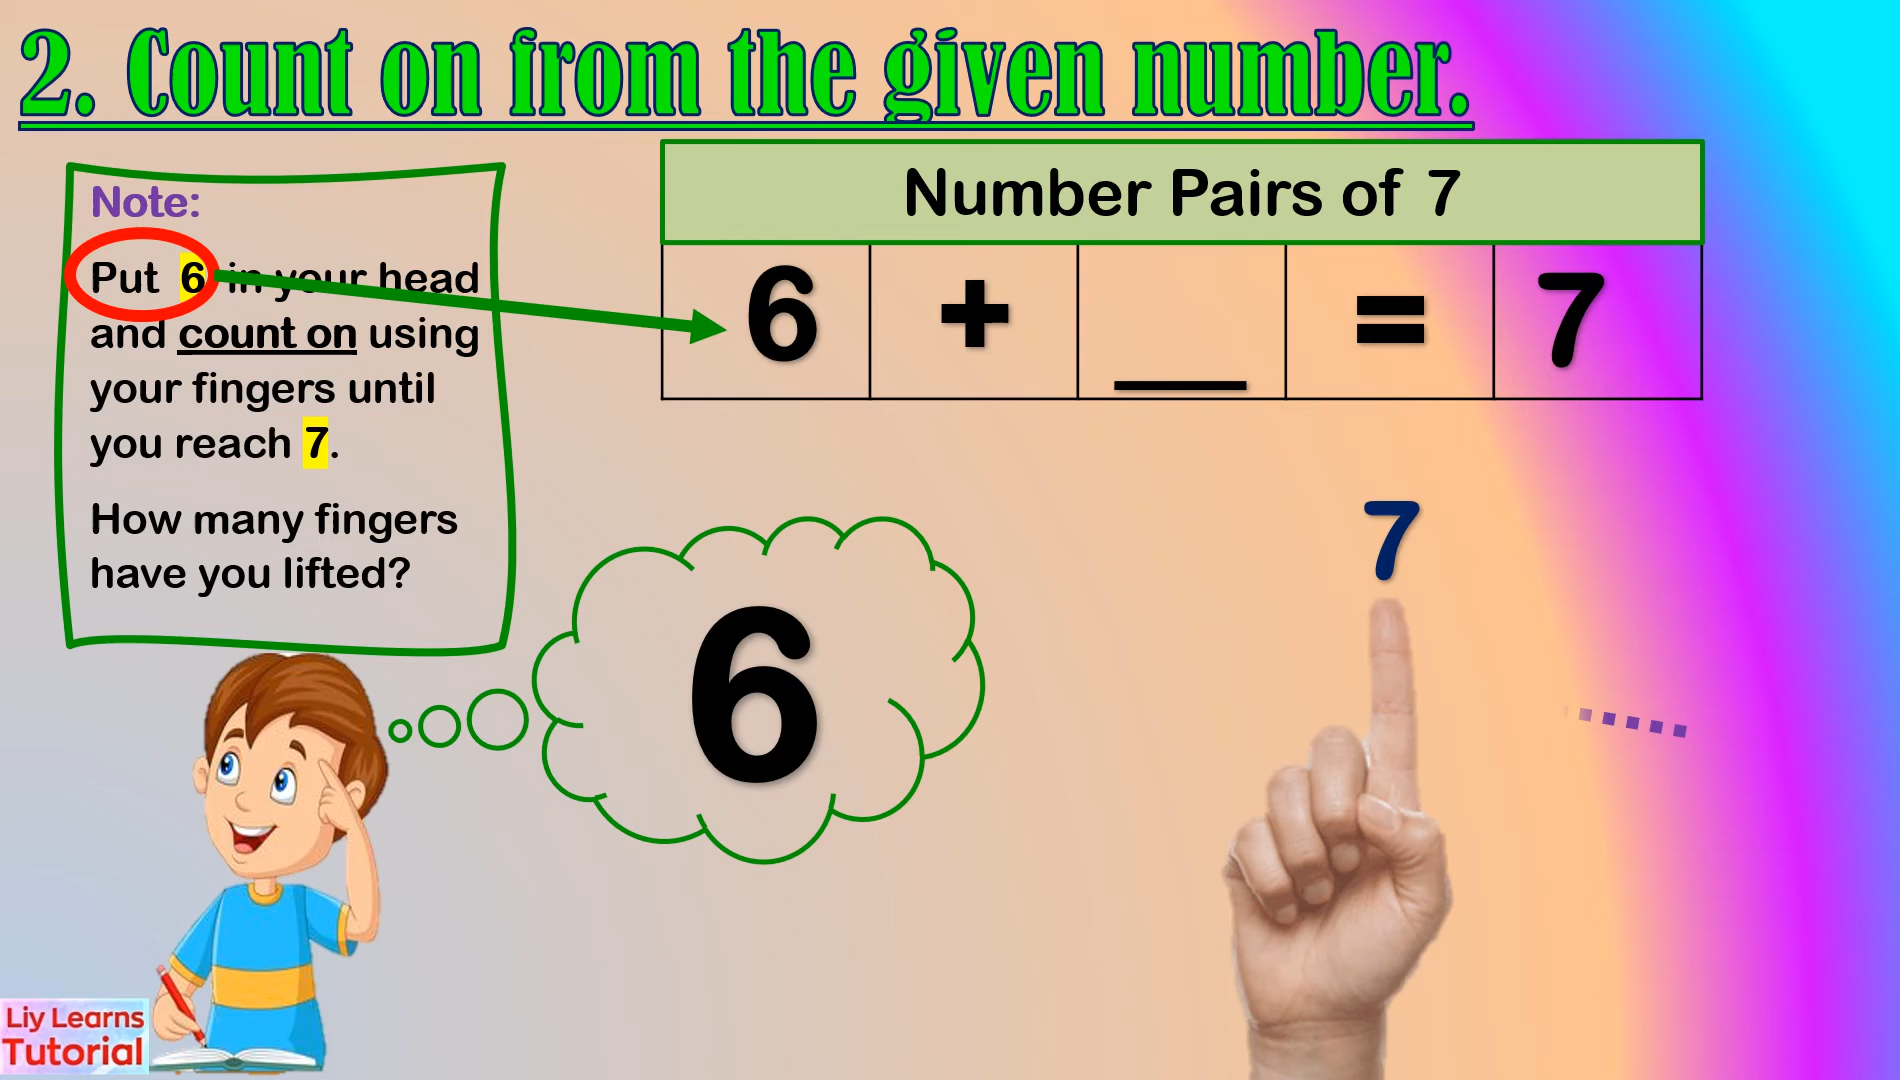 2. Count on from the given number.
Note:
Put 6 in your head
and count on using
your fingers until
you reach 7.
How many fingers
have you lifted?
Number Pairs of 7
6 + __ = 7
6
7
Liy Learns
Tutorial